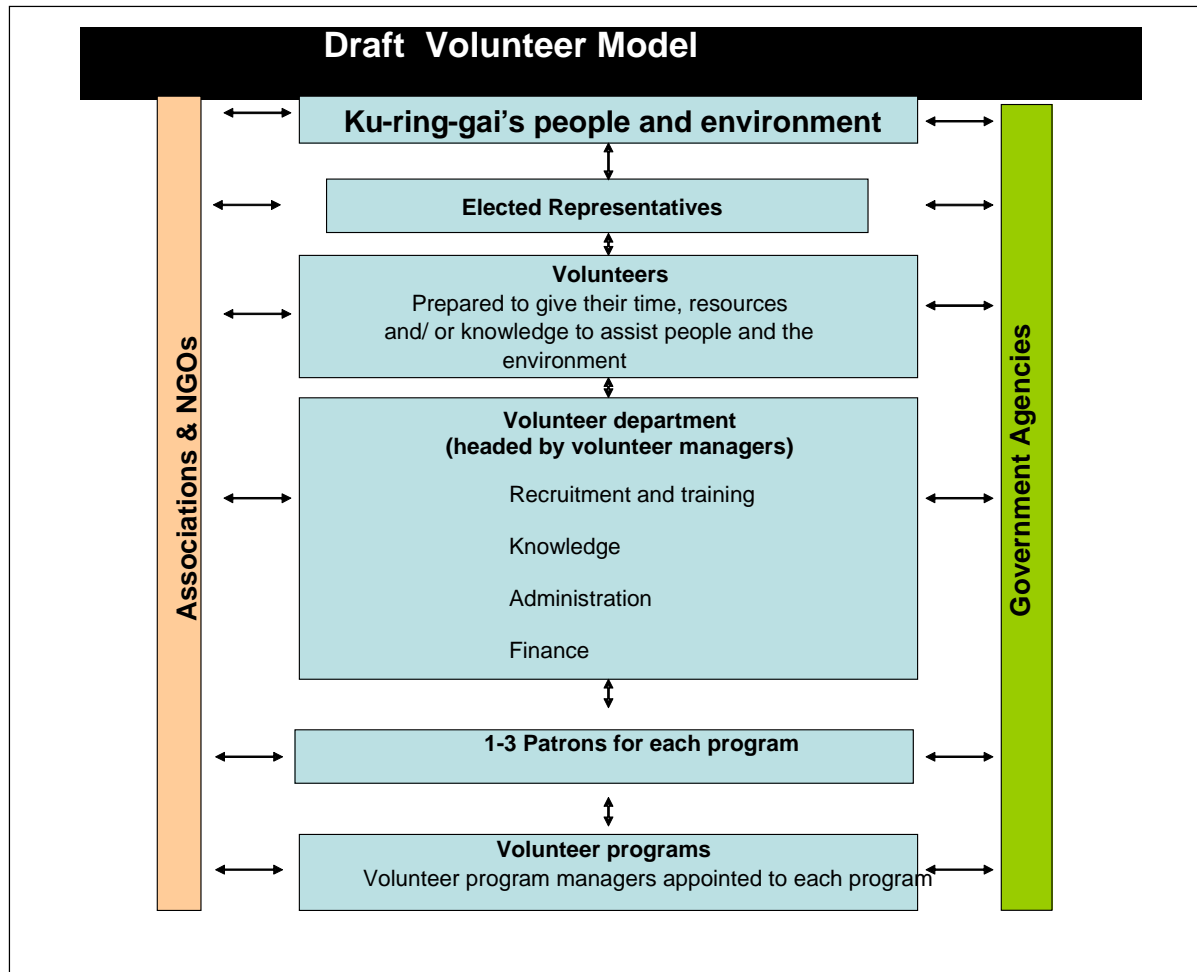 Draft Volunteer Model
Ku-ring-gai's people and environment
Elected Representatives
Volunteers
Prepared to give their time, resources
and/ or knowledge to assist people and the
environment
Associations & NGOs
Government Agencies
Volunteer department
(headed by volunteer managers)
Recruitment and training
Knowledge
Administration
Finance
1-3 Patrons for each program
Volunteer programs
Volunteer program managers appointed to each program